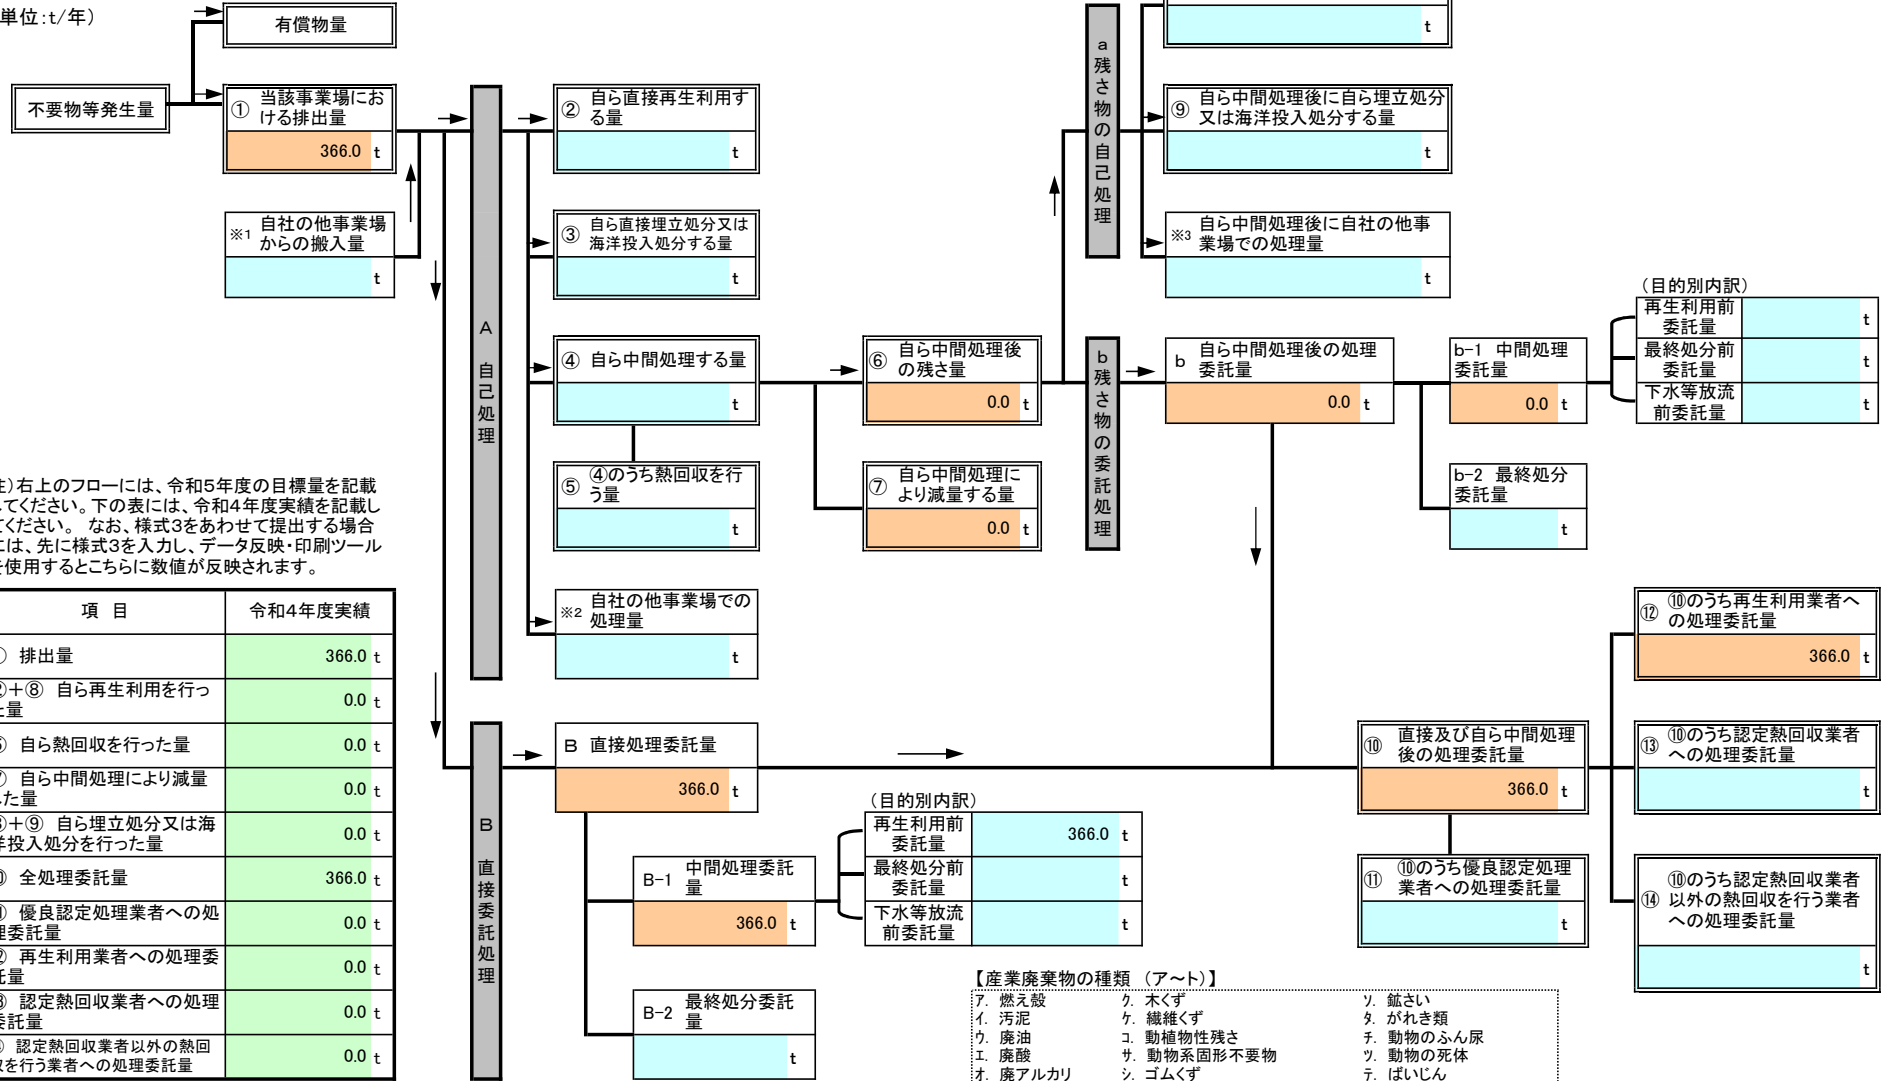 単位:t/年)
有償物量
不要物等発生量
① 当該事業場にお
ける排出量
366.0 t
※1 自社の他事業場
からの搬入量
t
A 自己処理
② 自ら直接再生利用す
る量
t
③ 自ら直接埋立処分又は
海洋投入処分する量
t
④ 自ら中間処理する量
t
⑤ ④のうち熱回収を行
う量
t
※2 自社の他事業場での
処理量
t
⑥ 自ら中間処理後
の残さ量
0.0 t
⑦ 自ら中間処理に
より減量する量
0.0 t
a残さ物の自己処理
t
⑨ 自ら中間処理後に自ら埋立処分
又は海洋投入処分する量
t
※3 自ら中間処理後に自社の他事
業場での処理量
t
b残さ物の委託処理
b 自ら中間処理後の処理
委託量
0.0 t
b-1 中間処理
委託量
0.0 t
(目的別内訳)
再生利用前
委託量
t
最終処分前
委託量
t
下水等放流
前委託量
t
b-2 最終処分
委託量
t
注)右上のフローには、令和5年度の目標量を記載
してください。下の表には、令和4年度実績を記載し
てください。 なお、様式3をあわせて提出する場合
には、先に様式3を入力し、データ反映・印刷ツール
を使用するとこちらに数値が反映されます。
項 目 令和4年度実績
① 排出量 366.0 t
②+⑧ 自ら再生利用を行っ
た量 0.0 t
⑤ 自ら熱回収を行った量 0.0 t
⑦ 自ら中間処理により減量
した量 0.0 t
③+⑨ 自ら埋立処分又は海
洋投入処分を行った量 0.0 t
⑩ 全処理委託量 366.0 t
⑪ 優良認定処理業者への処
理委託量 0.0 t
⑫ 再生利用業者への処理委
託量 0.0 t
⑬ 認定熱回収業者への処理
委託量 0.0 t
⑭ 認定熱回収業者以外の熱回
収を行う業者への処理委託量 0.0 t
B 直接委託処理
B 直接処理委託量
366.0 t
B-1 中間処理委託
量
366.0 t
(目的別内訳)
再生利用前
委託量
366.0 t
最終処分前
委託量
t
下水等放流
前委託量
t
B-2 最終処分委託
量
t
⑩ 直接及び自ら中間処理
後の処理委託量
366.0 t
⑪ ⑩のうち優良認定処理
業者への処理委託量
t
⑫ ⑩のうち再生利用業者へ
の処理委託量
366.0 t
⑬ ⑩のうち認定熱回収業者
への処理委託量
t
⑭ ⑩のうち認定熱回収業者
以外の熱回収を行う業者
への処理委託量
t
【産業廃棄物の種類 (ア～ト)】
ア. 燃え殻 ク. 木くず ソ. 鉱さい
イ. 汚泥 ケ. 繊維くず タ. がれき類
ウ. 廃油 コ. 動植物性残さ チ. 動物のふん尿
エ. 廃酸 サ. 動物系固形不要物 ツ. 動物の死体
オ. 廃アルカリ シ. ゴムくず テ. ばいじん